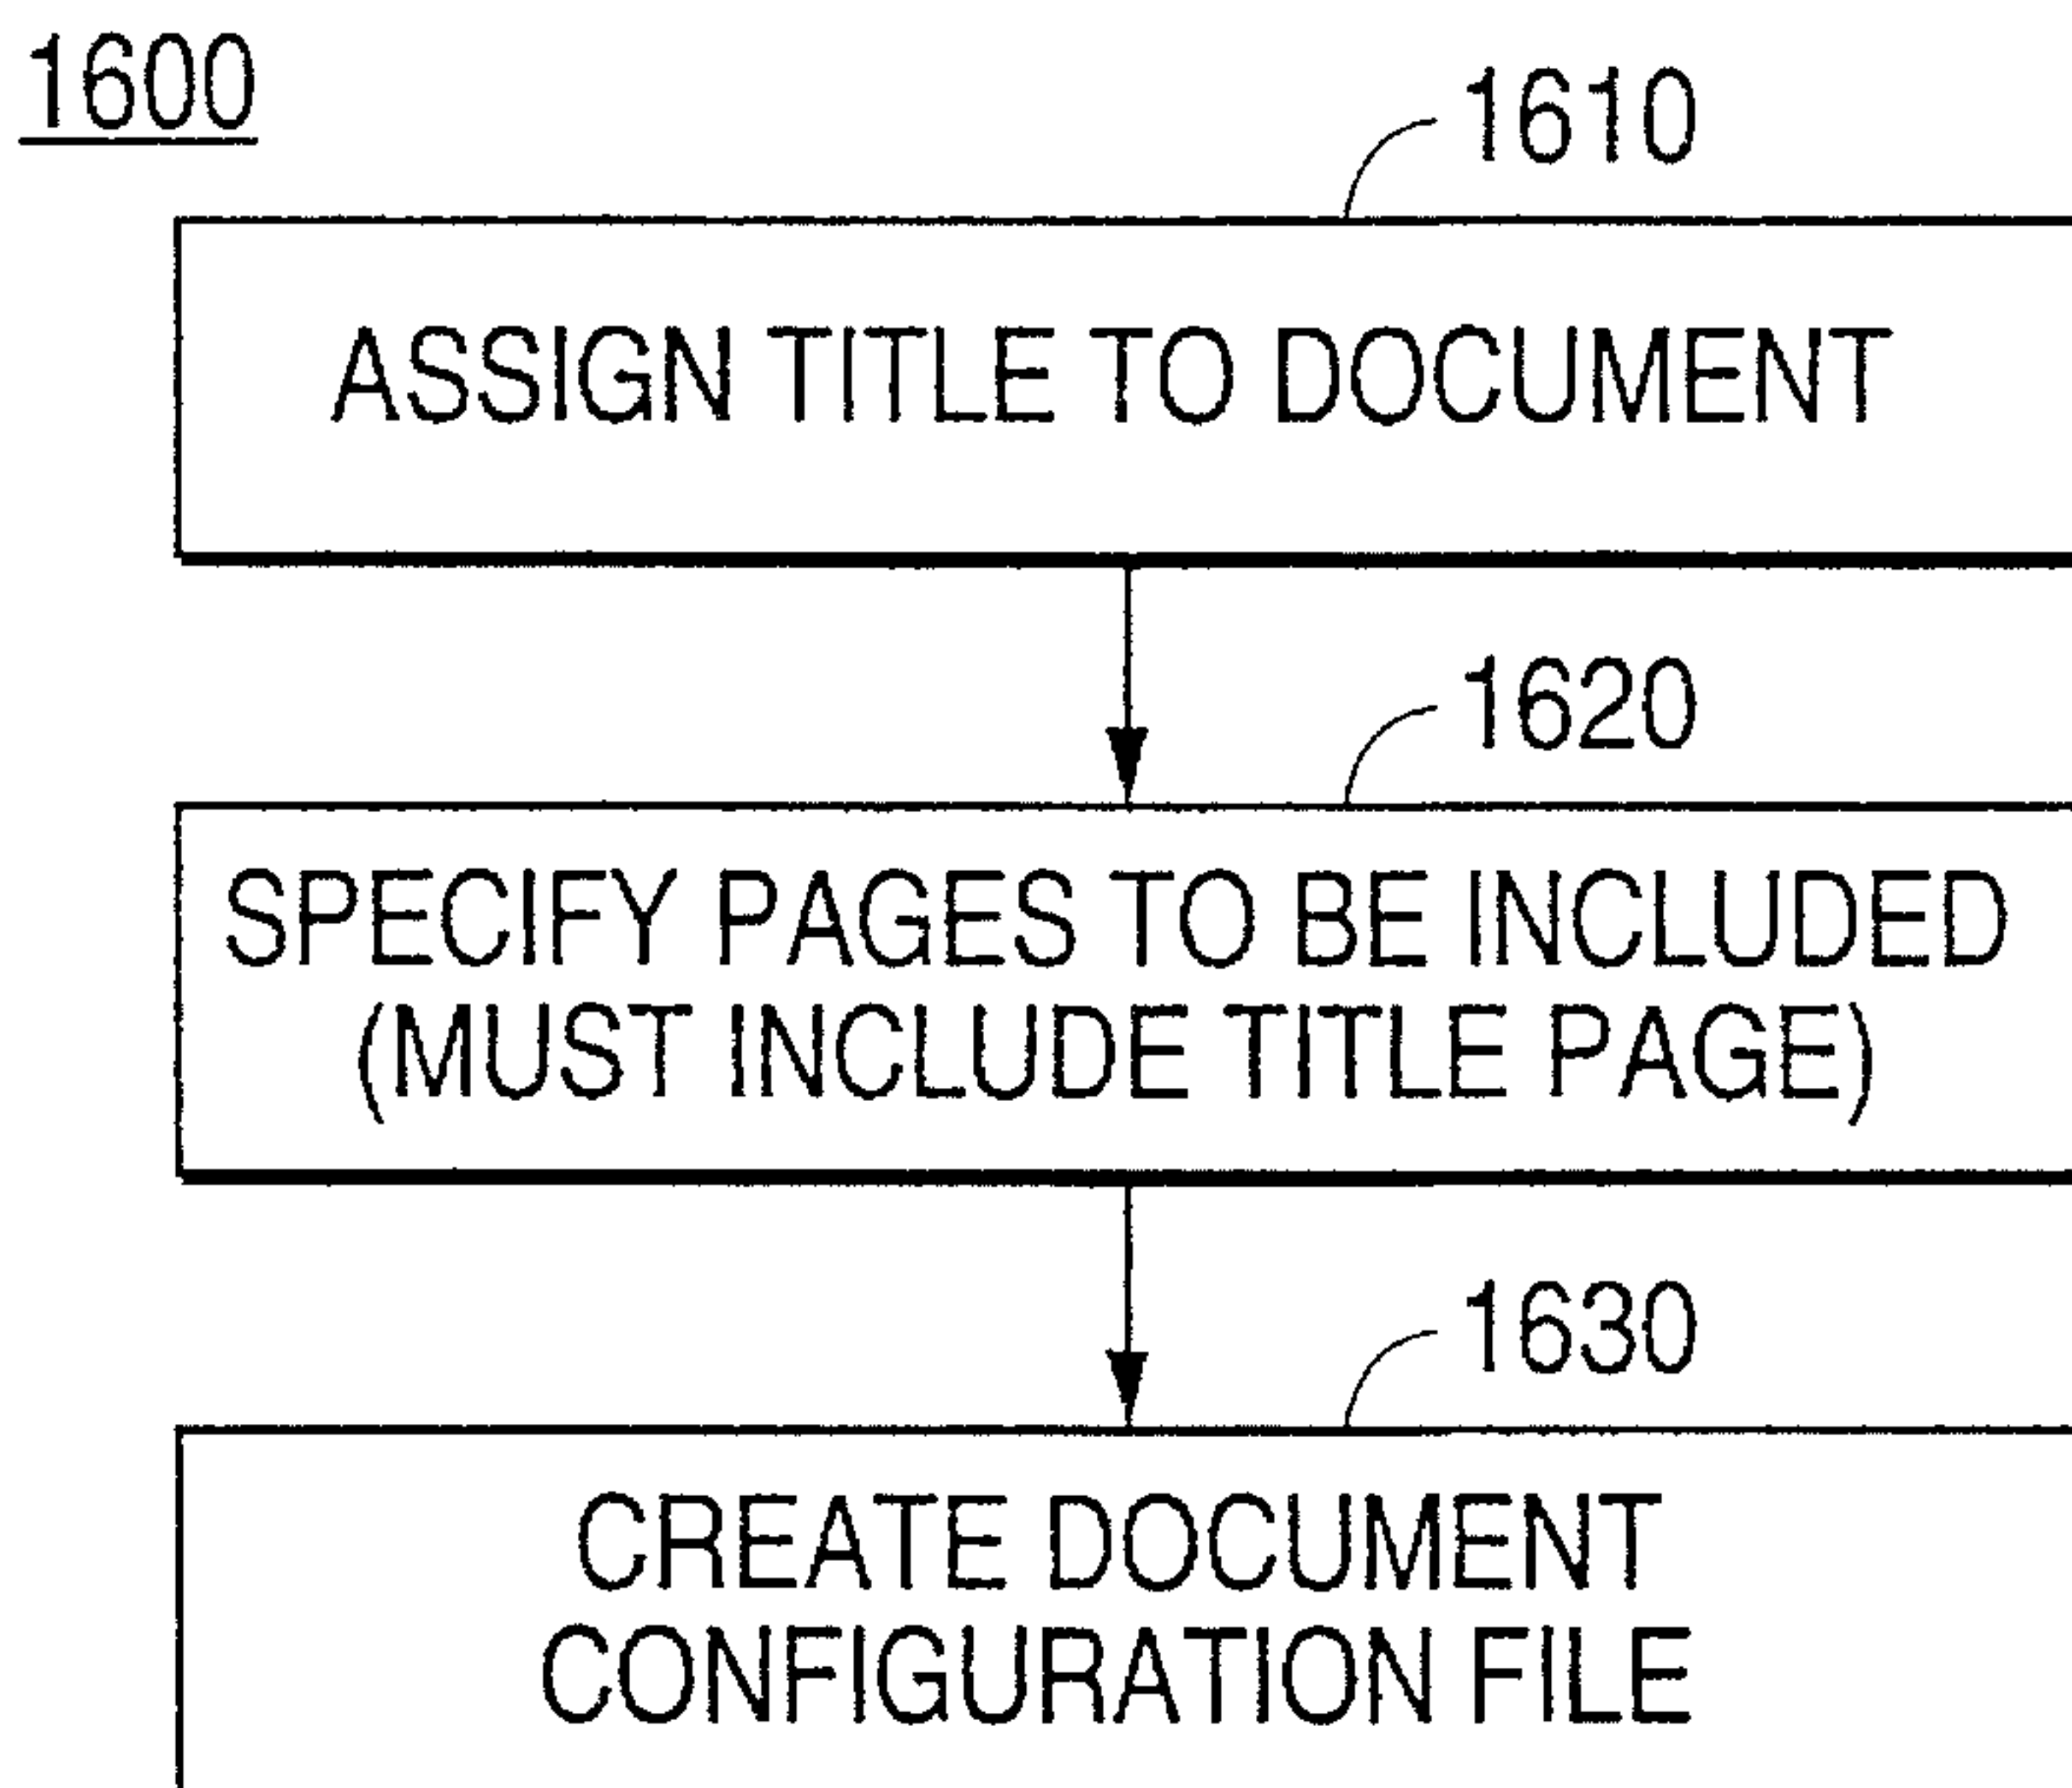 1600
1610
ASSIGN TITLE TO DOCUMENT
1620
SPECIFY PAGES TO BE INCLUDED
(MUST INCLUDE TITLE PAGE)
1630
CREATE DOCUMENT
CONFIGURATION FILE